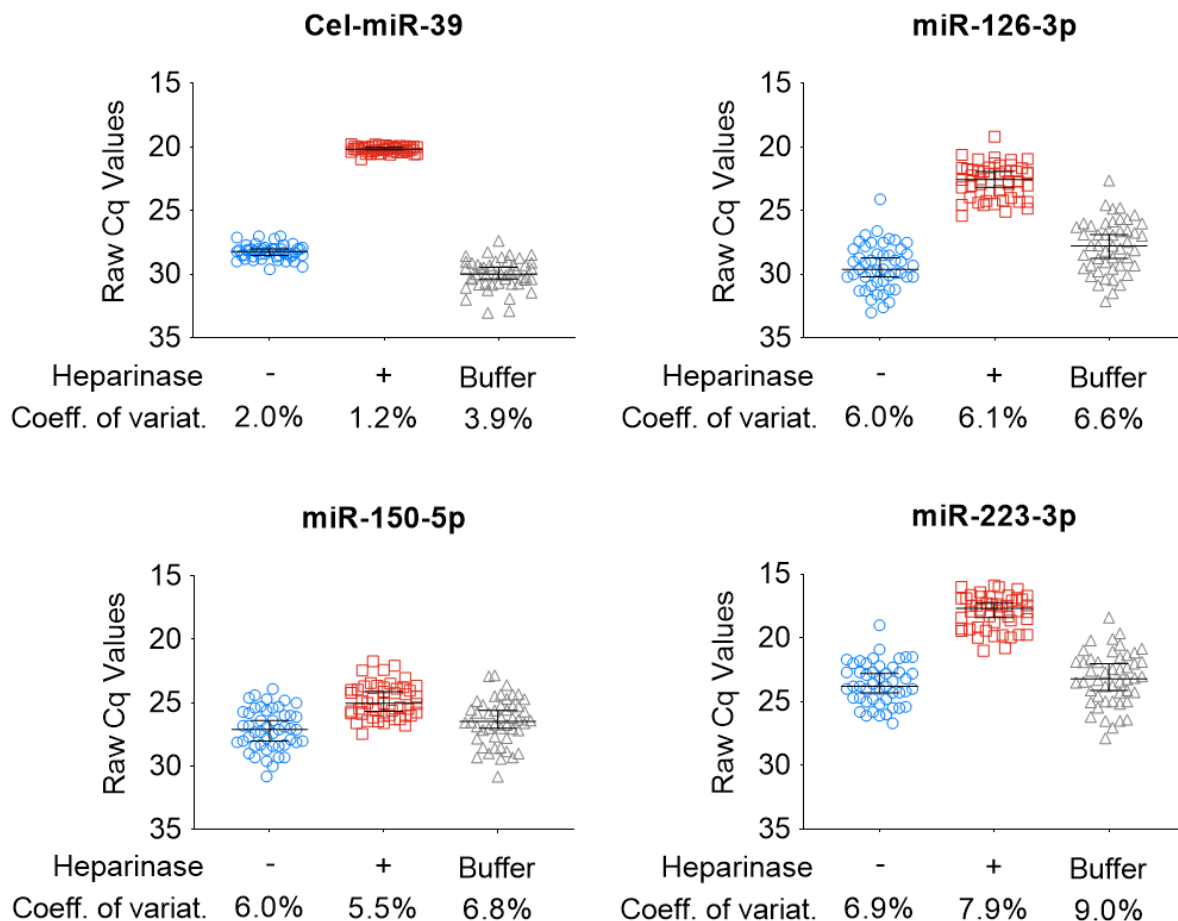 Cel-miR-39
Raw Cq Values
15
20
25
30
35
Heparinase - + Buffer
Coeff. of variat. 2.0% 1.2% 3.9%
miR-126-3p
Raw Cq Values
15
20
25
30
35
Heparinase - + Buffer
Coeff. of variat. 6.0% 6.1% 6.6%
miR-150-5p
Raw Cq Values
15
20
25
30
35
Heparinase - + Buffer
Coeff. of variat. 6.0% 5.5% 6.8%
miR-223-3p
Raw Cq Values
15
20
25
30
35
Heparinase - + Buffer
Coeff. of variat. 6.9% 7.9% 9.0%